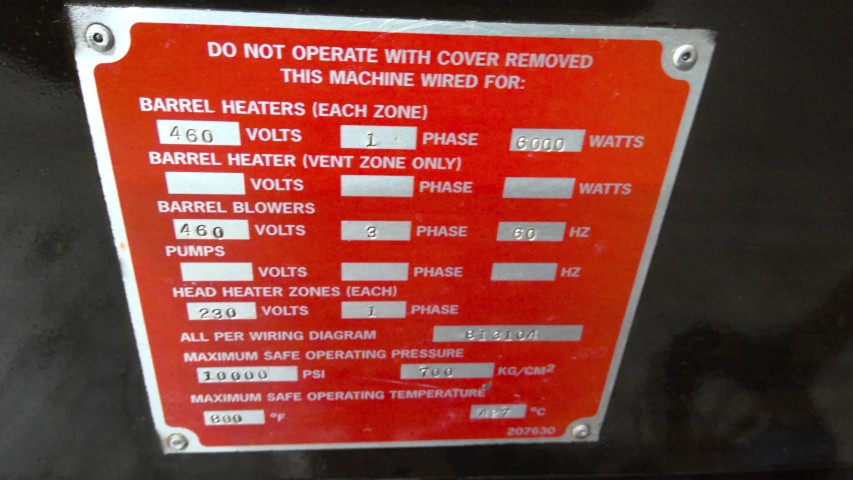 DO NOT OPERATE WITH COVER REMOVED
THIS MACHINE WIRED FOR:
BARREL HEATERS (EACH ZONE)
460 VOLTS 1 PHASE 6000 WATTS
BARREL HEATER (VENT ZONE ONLY)
VOLTS PHASE WATTS
BARREL BLOWERS
460 VOLTS 3 PHASE 60 HZ
PUMPS
VOLTS PHASE HZ
HEAD HEATER ZONES (EACH)
230 VOLTS 1 PHASE
ALL PER WIRING DIAGRAM
MAXIMUM SAFE OPERATING PRESSURE
10000 PSI 700 KG/CM²
MAXIMUM SAFE OPERATING TEMPERATURE
800 °F 427 °C
207630